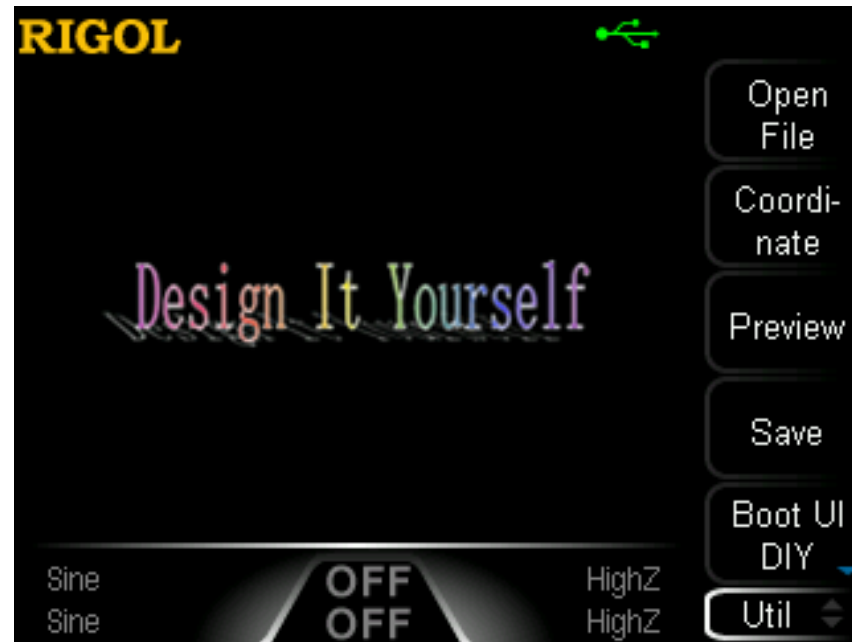 RIGOL
Open
File
Coordi-
nate
Design It Yourself
Preview
Save
Boot UI
DIY
Sine OFF HighZ
Sine OFF HighZ
Util